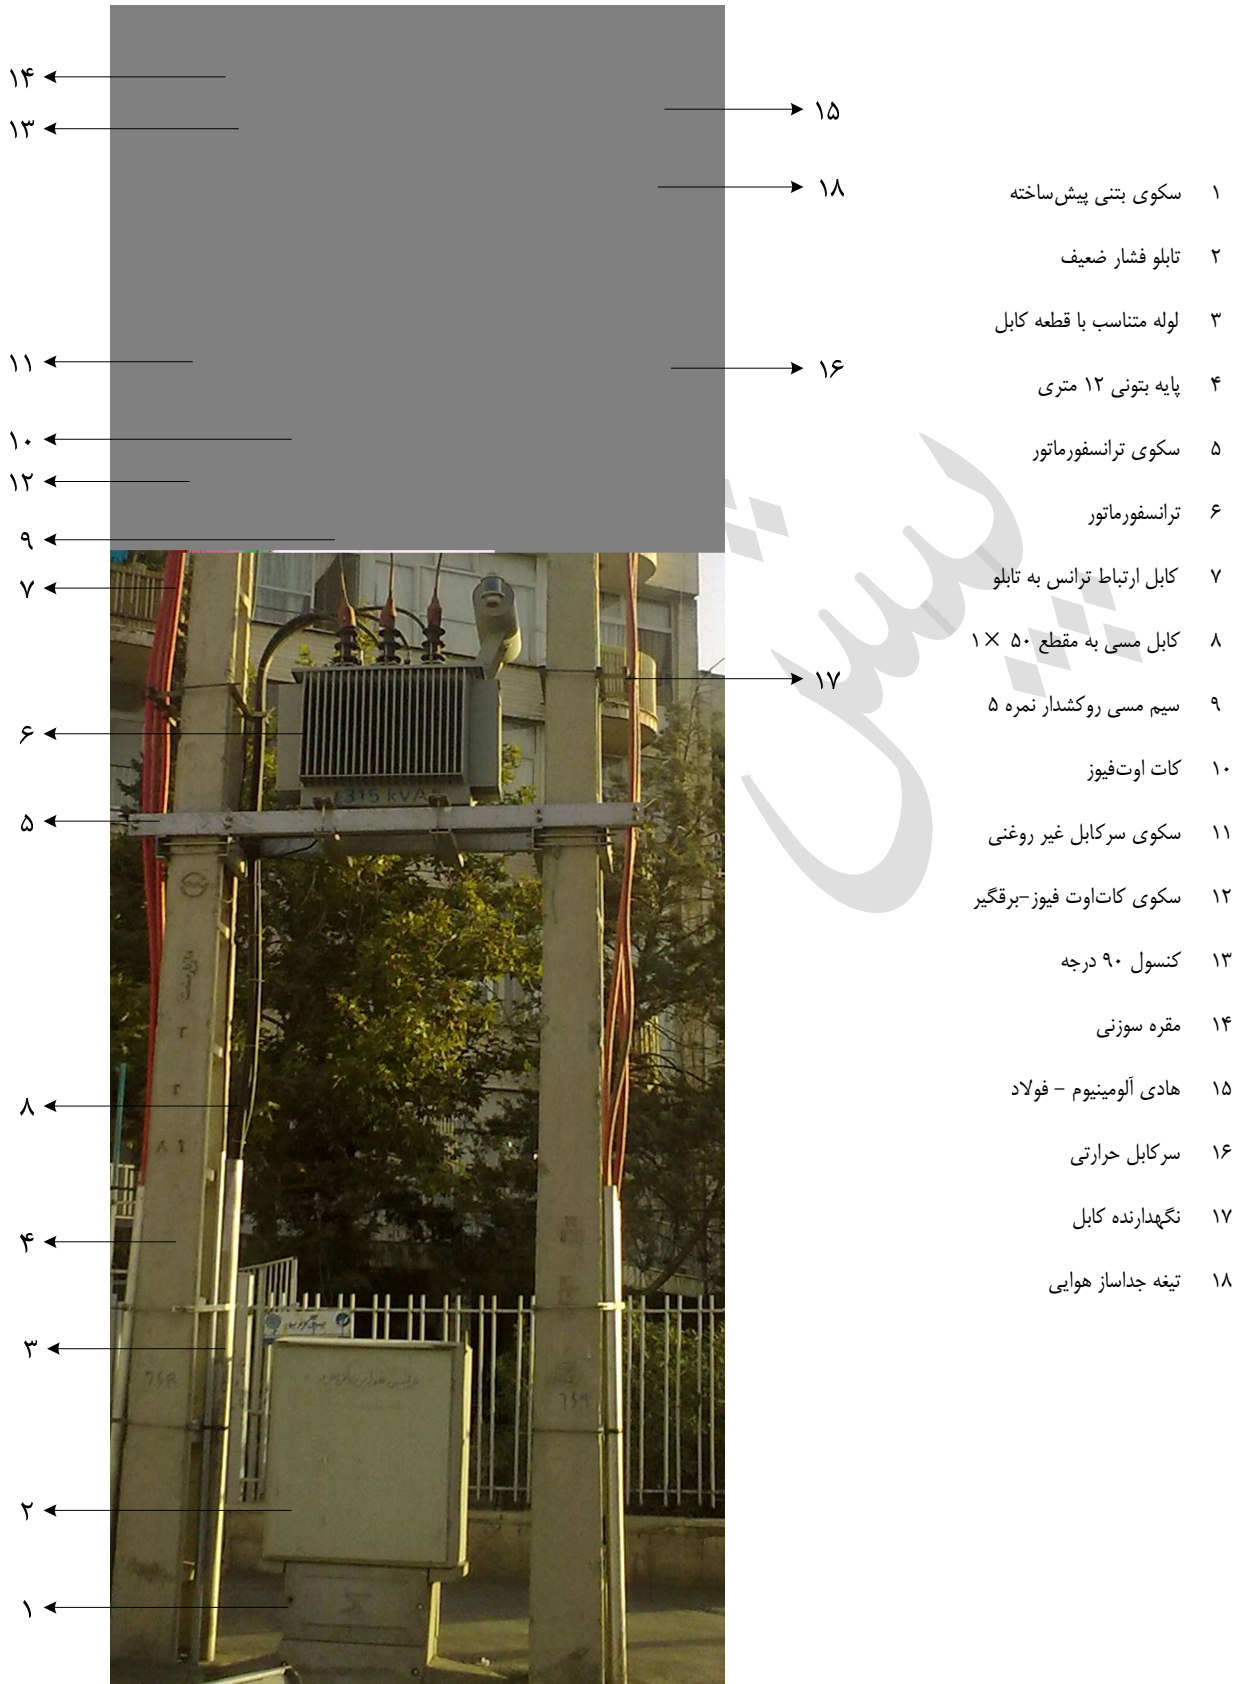 ۱۴
۱۳
۱۵
۱۸
۱۱
۱۶
۱۰
۱۲
۹
۷
۱۷
۶
۵
۸
۴
۳
۲
۱
315 kVA
768
769
۱ سکوی بتنی پیش‌ساخته
۲ تابلو فشار ضعیف
۳ لوله متناسب با قطعه کابل
۴ پایه بتونی ۱۲ متری
۵ سکوی ترانسفورماتور
۶ ترانسفورماتور
۷ کابل ارتباط ترانس به تابلو
۸ کابل مسی به مقطع ۵۰ × ۱
۹ سیم مسی روکشدار نمره ۵
۱۰ کات اوت‌فیوز
۱۱ سکوی سرکابل غیر روغنی
۱۲ سکوی کات‌اوت فیوز-برقگیر
۱۳ کنسول ۹۰ درجه
۱۴ مقره سوزنی
۱۵ هادی آلومینیوم - فولاد
۱۶ سرکابل حرارتی
۱۷ نگهدارنده کابل
۱۸ تیغه جداساز هوایی